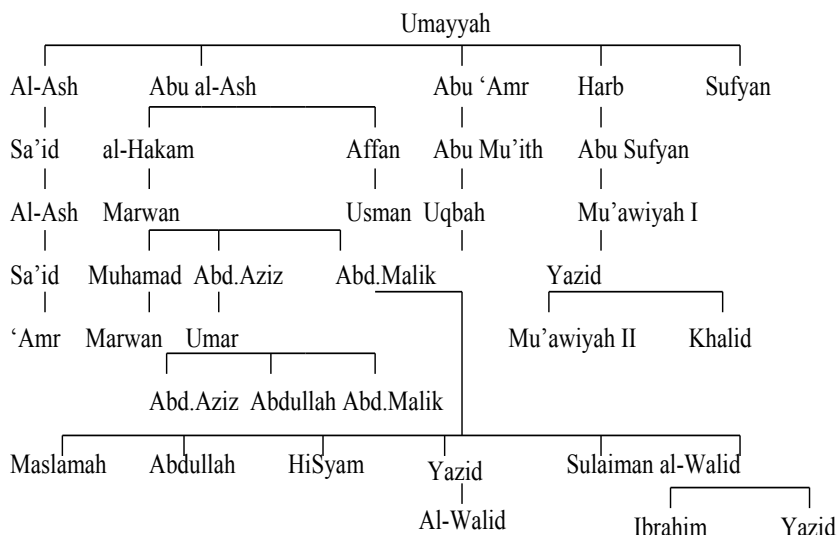 Umayyah
Al-Ash Abu al-Ash Abu ‘Amr Harb Sufyan
Sa’id al-Hakam Affan Abu Mu’ith Abu Sufyan
Al-Ash Marwan Usman Uqbah Mu’awiyah I
Sa’id Muhamad Abd.Aziz Abd.Malik Yazid
‘Amr Marwan Umar Mu’awiyah II Khalid
Abd.Aziz Abdullah Abd.Malik
Maslamah Abdullah HiSyam Yazid Sulaiman al-Walid
Al-Walid Ibrahim Yazid